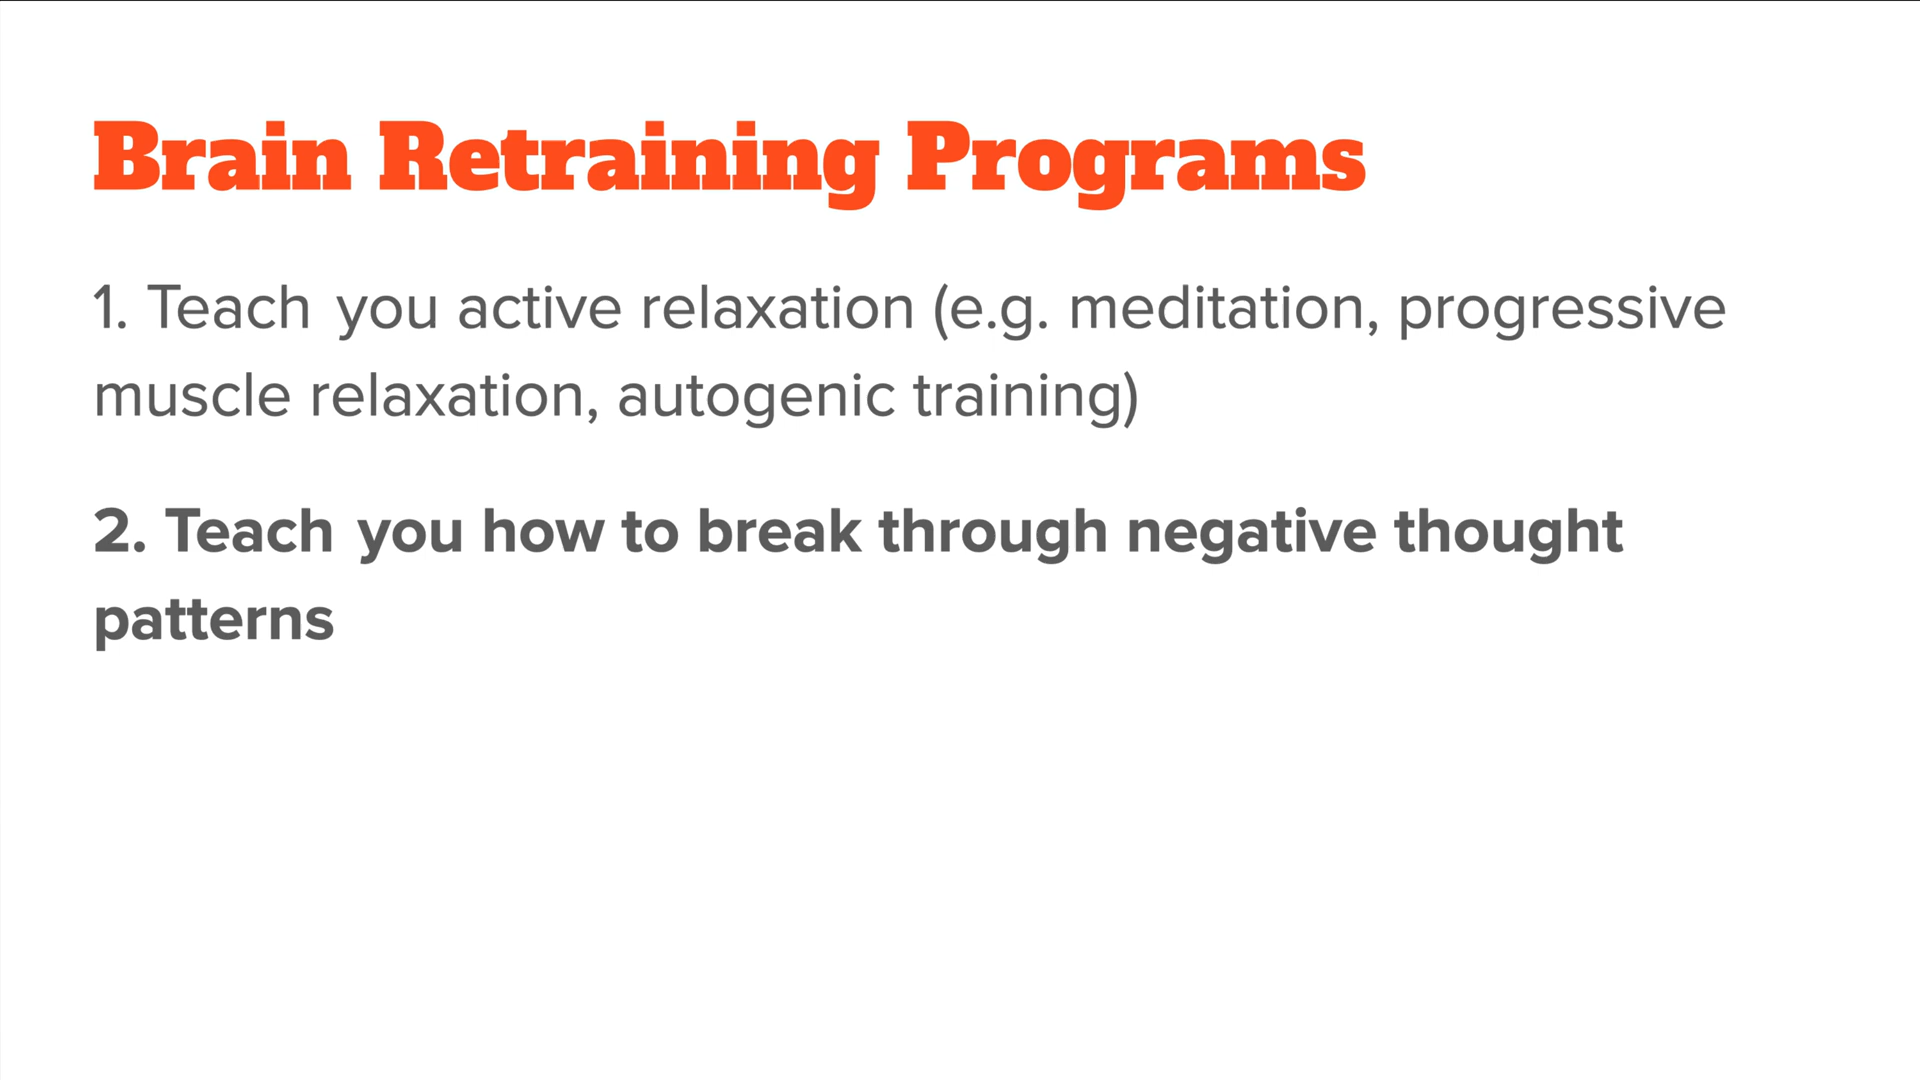 Brain Retraining Programs
1. Teach you active relaxation (e.g. meditation, progressive
muscle relaxation, autogenic training)
2. Teach you how to break through negative thought
patterns